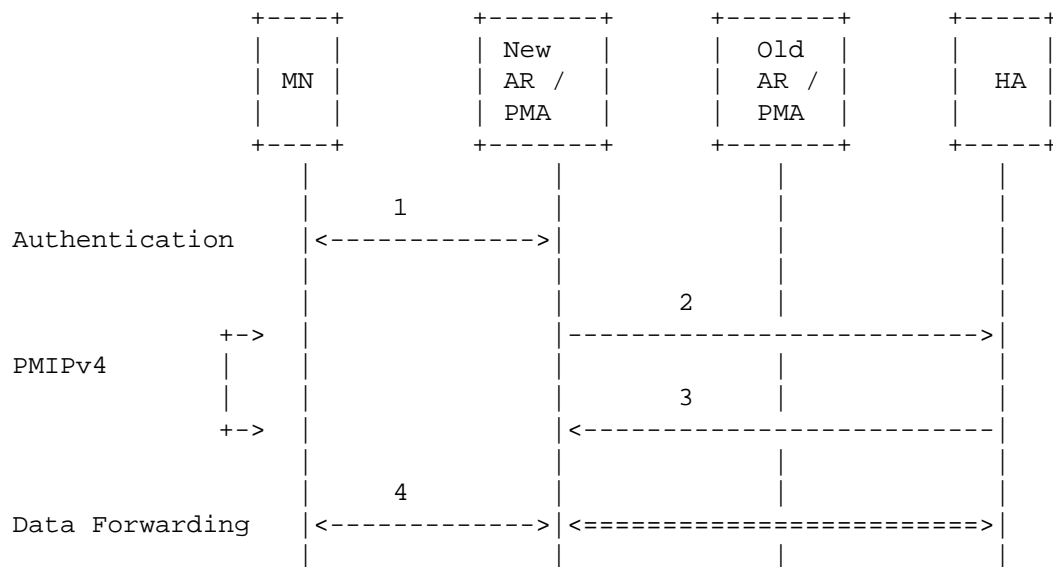 New Old
MN AR / AR / HA
PMA PMA
1
Authentication
2
PMIPv4
3
4
Data Forwarding